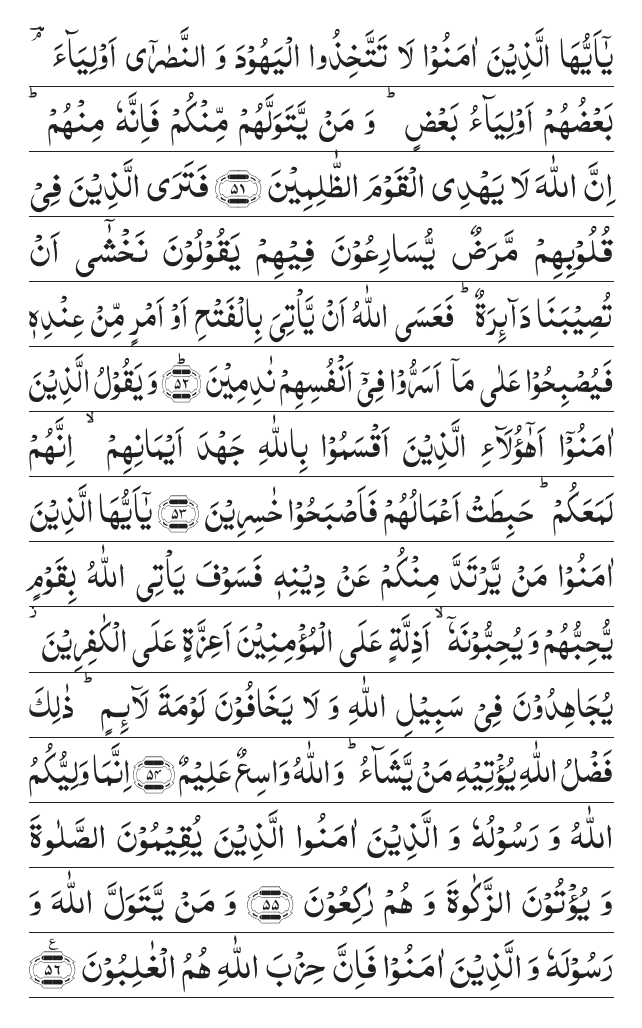 يٰۤاَيُّهَا الَّذِيْنَ اٰمَنُوْا لَا تَتَّخِذُوا الْيَهُوْدَ وَ النَّصٰرٰۤى اَوْلِيَآءَ ۘؔ
بَعْضُهُمْ اَوْلِيَآءُ بَعْضٍ ؕ وَ مَنْ يَّتَوَلَّهُمْ مِّنْكُمْ فَاِنَّهٗ مِنْهُمْ ؕ
اِنَّ اللّٰهَ لَا يَهْدِى الْقَوْمَ الظّٰلِمِيْنَ ﴿۵۱﴾ فَتَرَى الَّذِيْنَ فِىْ
قُلُوْبِهِمْ مَّرَضٌ يُّسَارِعُوْنَ فِيْهِمْ يَقُوْلُوْنَ نَخْشٰٓى اَنْ
تُصِيْبَنَا دَآئِرَةٌ ؕ فَعَسَى اللّٰهُ اَنْ يَّاْتِىَ بِالْفَتْحِ اَوْ اَمْرٍ مِّنْ عِنْدِهٖ
فَيُصْبِحُوْا عَلٰى مَاۤ اَسَرُّوْا فِىْۤ اَنْفُسِهِمْ نٰدِمِيْنَ ﴿ؕ۵۲﴾ وَيَقُوْلُ الَّذِيْنَ
اٰمَنُوْۤا اَهٰٓؤُلَآءِ الَّذِيْنَ اَقْسَمُوْا بِاللّٰهِ جَهْدَ اَيْمَانِهِمْ ۙ اِنَّهُمْ
لَمَعَكُمْ ؕ حَبِطَتْ اَعْمَالُهُمْ فَاَصْبَحُوْا خٰسِرِيْنَ ﴿۵۳﴾ يٰۤاَيُّهَا الَّذِيْنَ
اٰمَنُوْا مَنْ يَّرْتَدَّ مِنْكُمْ عَنْ دِيْنِهٖ فَسَوْفَ يَاْتِى اللّٰهُ بِقَوْمٍ
يُّحِبُّهُمْ وَ يُحِبُّوْنَهٗۤ ۙ اَذِلَّةٍ عَلَى الْمُؤْمِنِيْنَ اَعِزَّةٍ عَلَى الْكٰفِرِيْنَ ؗ
يُجَاهِدُوْنَ فِىْ سَبِيْلِ اللّٰهِ وَ لَا يَخَافُوْنَ لَوْمَةَ لَآئِمٍ ؕ ذٰلِكَ
فَضْلُ اللّٰهِ يُؤْتِيْهِ مَنْ يَّشَآءُ ؕ وَاللّٰهُ وَاسِعٌ عَلِيْمٌ ﴿۵۴﴾ اِنَّمَا وَلِيُّكُمُ
اللّٰهُ وَ رَسُوْلُهٗ وَ الَّذِيْنَ اٰمَنُوا الَّذِيْنَ يُقِيْمُوْنَ الصَّلٰوةَ
وَ يُؤْتُوْنَ الزَّكٰوةَ وَ هُمْ رٰكِعُوْنَ ﴿۵۵﴾ وَ مَنْ يَّتَوَلَّ اللّٰهَ وَ
رَسُوْلَهٗ وَ الَّذِيْنَ اٰمَنُوْا فَاِنَّ حِزْبَ اللّٰهِ هُمُ الْغٰلِبُوْنَ ﴿۵۶﴾ ع